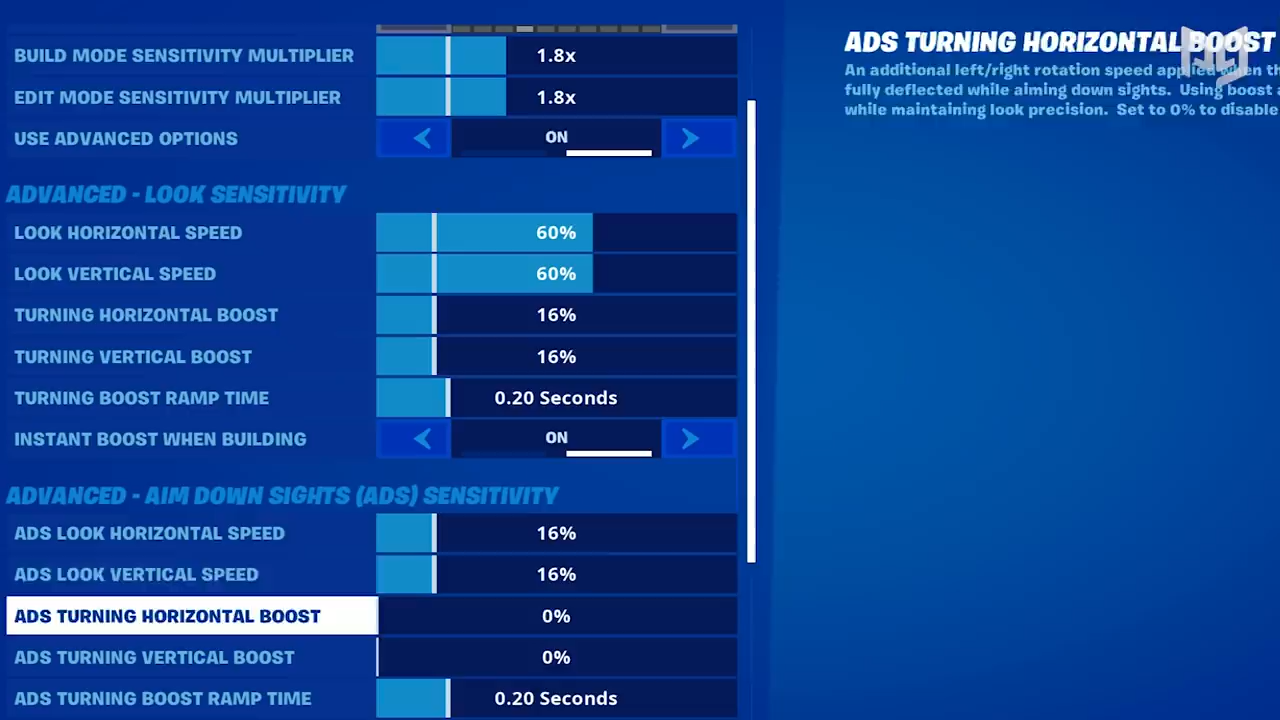 BUILD MODE SENSITIVITY MULTIPLIER 1.8x
EDIT MODE SENSITIVITY MULTIPLIER 1.8x
USE ADVANCED OPTIONS ON
ADVANCED - LOOK SENSITIVITY
LOOK HORIZONTAL SPEED 60%
LOOK VERTICAL SPEED 60%
TURNING HORIZONTAL BOOST 16%
TURNING VERTICAL BOOST 16%
TURNING BOOST RAMP TIME 0.20 Seconds
INSTANT BOOST WHEN BUILDING ON
ADVANCED - AIM DOWN SIGHTS (ADS) SENSITIVITY
ADS LOOK HORIZONTAL SPEED 16%
ADS LOOK VERTICAL SPEED 16%
ADS TURNING HORIZONTAL BOOST 0%
ADS TURNING VERTICAL BOOST 0%
ADS TURNING BOOST RAMP TIME 0.20 Seconds
ADS TURNING HORIZONTAL BOOST
An additional left/right rotation speed applied when th
fully deflected while aiming down sights. Using boost a
while maintaining look precision. Set to 0% to disable